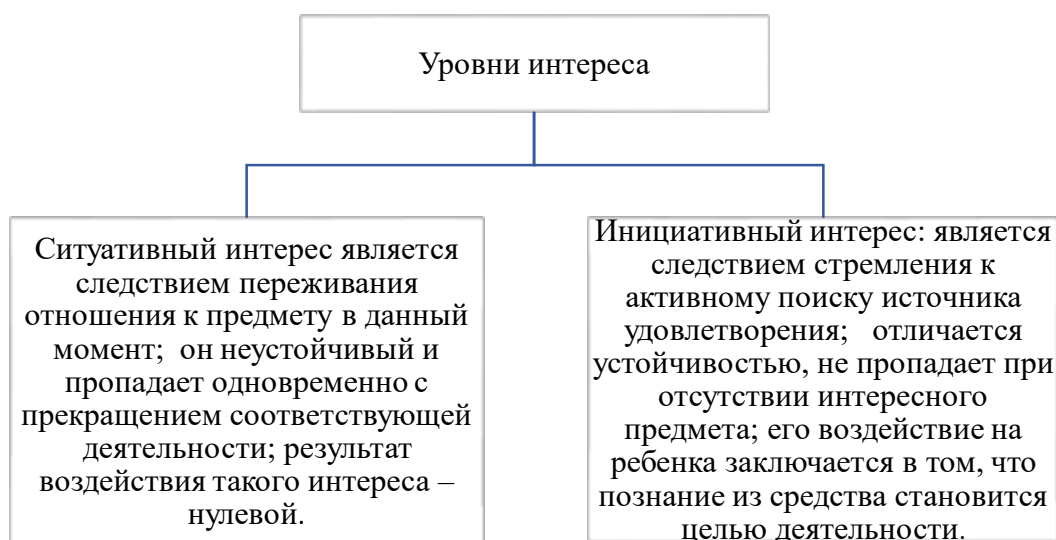 Уровни интереса
Ситуативный интерес является
следствием переживания
отношения к предмету в данный
момент; он неустойчивый и
пропадает одновременно с
прекращением соответствующей
деятельности; результат
воздействия такого интереса –
нулевой.
Инициативный интерес: является
следствием стремления к
активному поиску источника
удовлетворения; отличается
устойчивостью, не пропадает при
отсутствии интересного
предмета; его воздействие на
ребенка заключается в том, что
познание из средства становится
целью деятельности.